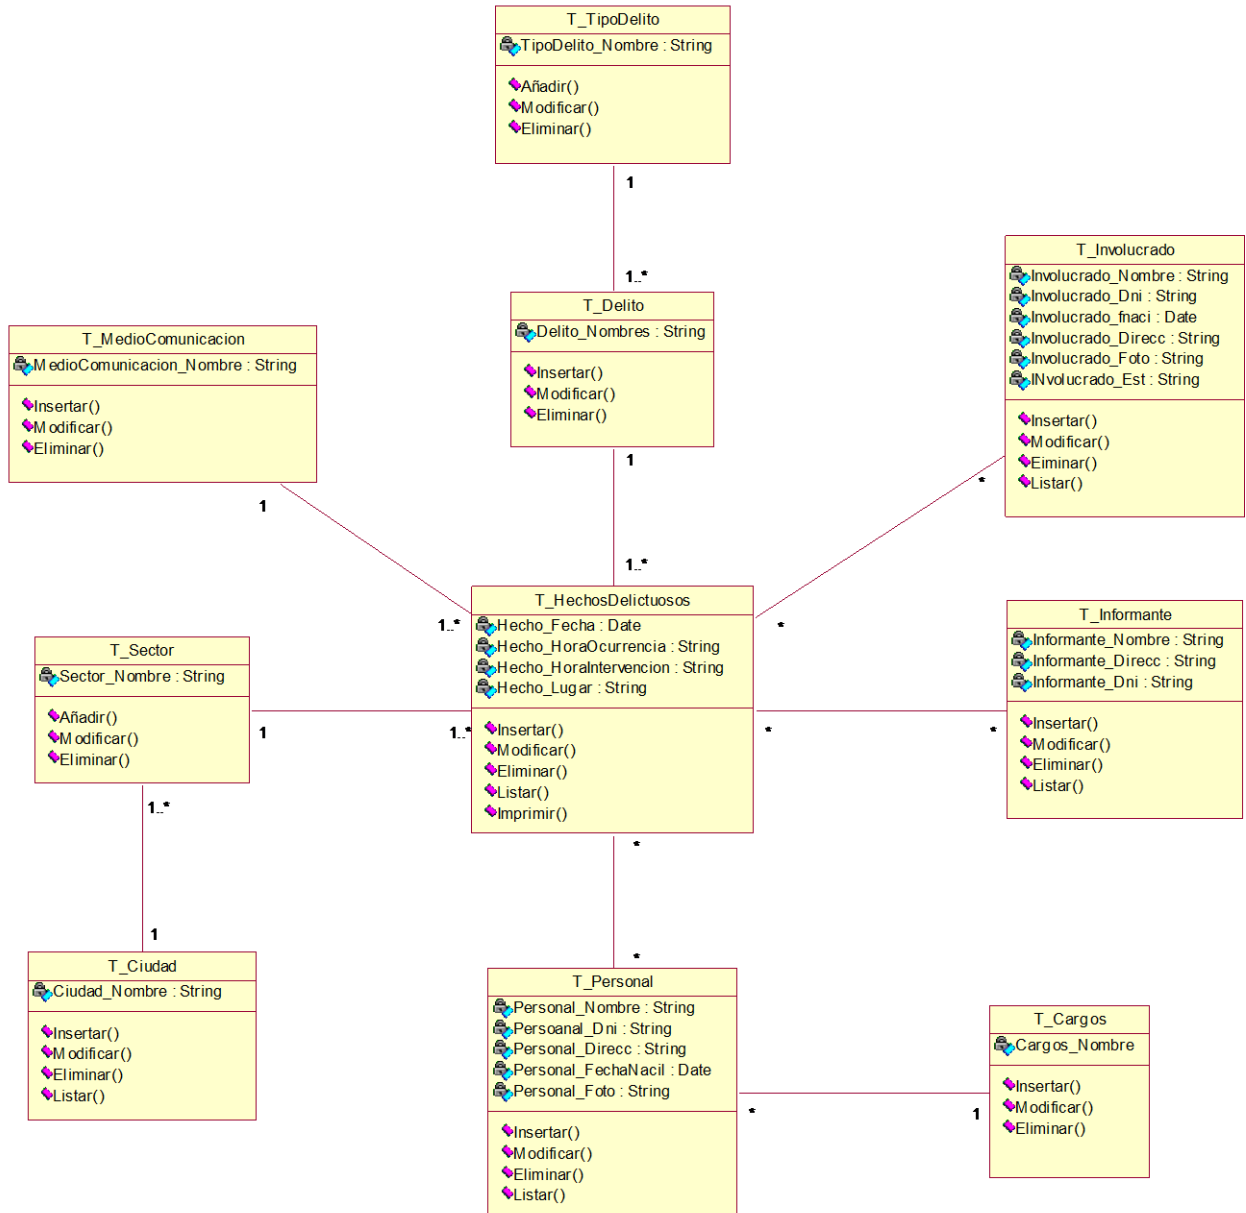 T_TipoDelito
TipoDelito_Nombre : String
Añadir()
Modificar()
Eliminar()
1
1..*
T_Delito
Delito_Nombres : String
Insertar()
Modificar()
Eliminar()
1
1..*
T_MedioComunicacion
MedioComunicacion_Nombre : String
Insertar()
Modificar()
Eliminar()
1
1..*
T_Involucrado
Involucrado_Nombre : String
Involucrado_Dni : String
Involucrado_fnaci : Date
Involucrado_Direcc : String
Involucrado_Foto : String
INvolucrado_Est : String
Insertar()
Modificar()
Eiminar()
Listar()
*
*
T_HechosDelictuosos
Hecho_Fecha : Date
Hecho_HoraOcurrencia : String
Hecho_HoraIntervencion : String
Hecho_Lugar : String
Insertar()
Modificar()
Eliminar()
Listar()
Imprimir()
T_Sector
Sector_Nombre : String
Añadir()
Modificar()
Eliminar()
1
1..*
1..*
1
T_Informante
Informante_Nombre : String
Informante_Direcc : String
Informante_Dni : String
Insertar()
Modificar()
Eliminar()
Listar()
*
*
T_Ciudad
Ciudad_Nombre : String
Insertar()
Modificar()
Eliminar()
Listar()
*
*
T_Personal
Personal_Nombre : String
Persoanal_Dni : String
Personal_Direcc : String
Personal_FechaNacil : Date
Personal_Foto : String
Insertar()
Modificar()
Eliminar()
Listar()
*
1
T_Cargos
Cargos_Nombre
Insertar()
Modificar()
Eliminar()